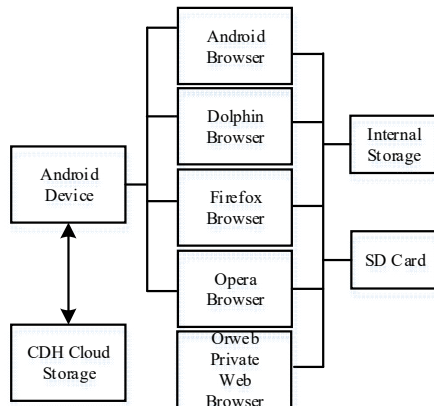 Android
Browser
Dolphin
Browser
Internal
Storage
Android
Device
Firefox
Browser
SD Card
Opera
Browser
CDH Cloud
Storage
Orweb
Private
Web
Browser